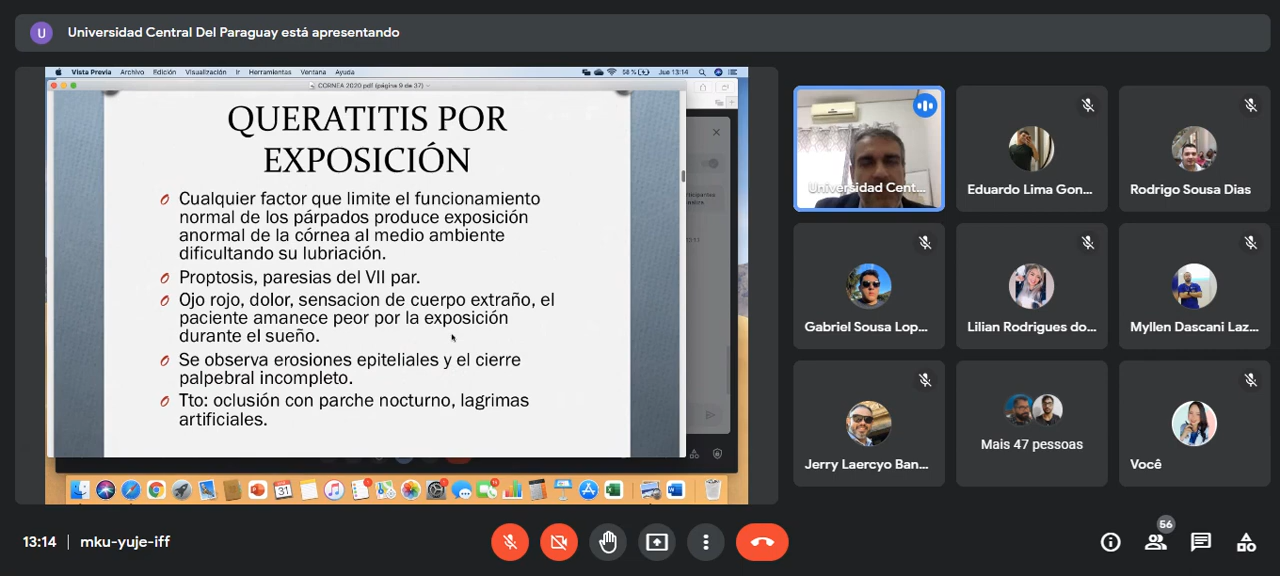 U
Universidad Central Del Paraguay está apresentando
Vista Previa Archivo Edición Visualización Ir Herramientas Ventana Ayuda
58 % Jue 13:14
CORNEA 2020 pdf (página 9 de 37)
QUERATITIS POR
EXPOSICIÓN
Cualquier factor que limite el funcionamiento
normal de los párpados produce exposición
anormal de la córnea al medio ambiente
dificultando su lubriación.
Proptosis, paresias del VII par.
Ojo rojo, dolor, sensacion de cuerpo extraño, el
paciente amanece peor por la exposición
durante el sueño.
Se observa erosiones epiteliales y el cierre
palpebral incompleto.
Tto: oclusión con parche nocturno, lagrimas
artificiales.
31
Universidad Cent...
Eduardo Lima Gon...
Rodrigo Sousa Dias
Gabriel Sousa Lop...
Lilian Rodrigues do...
Myllen Dascani Laz...
Jerry Laercyo Ban...
Mais 47 pessoas
Você
13:14 | mku-yuje-iff
56